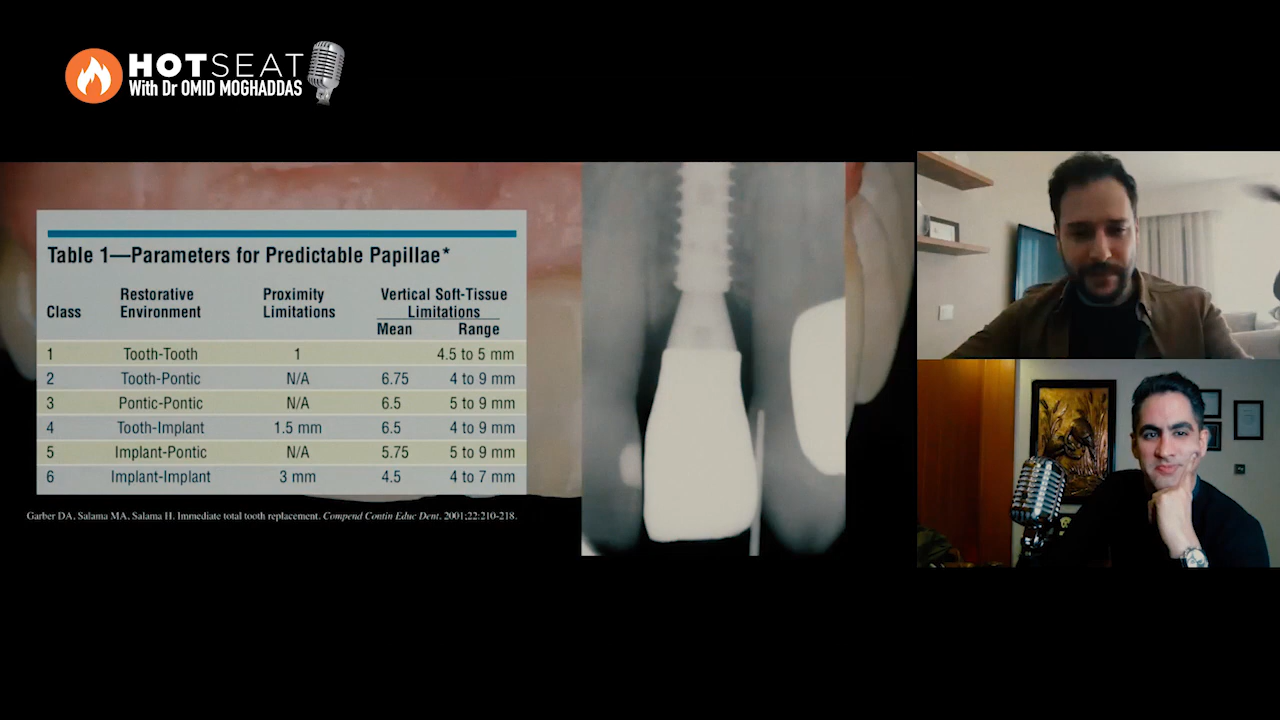 HOTSEAT
With Dr OMID MOGHADDAS
Table 1—Parameters for Predictable Papillae*
Class Restorative Environment Proximity Limitations Vertical Soft-Tissue Limitations
Mean Range
1 Tooth-Tooth 1 4.5 to 5 mm
2 Tooth-Pontic N/A 6.75 4 to 9 mm
3 Pontic-Pontic N/A 6.5 5 to 9 mm
4 Tooth-Implant 1.5 mm 6.5 4 to 9 mm
5 Implant-Pontic N/A 5.75 5 to 9 mm
6 Implant-Implant 3 mm 4.5 4 to 7 mm
Garber DA, Salama MA, Salama H. Immediate total tooth replacement. Compend Contin Educ Dent. 2001;22:210-218.